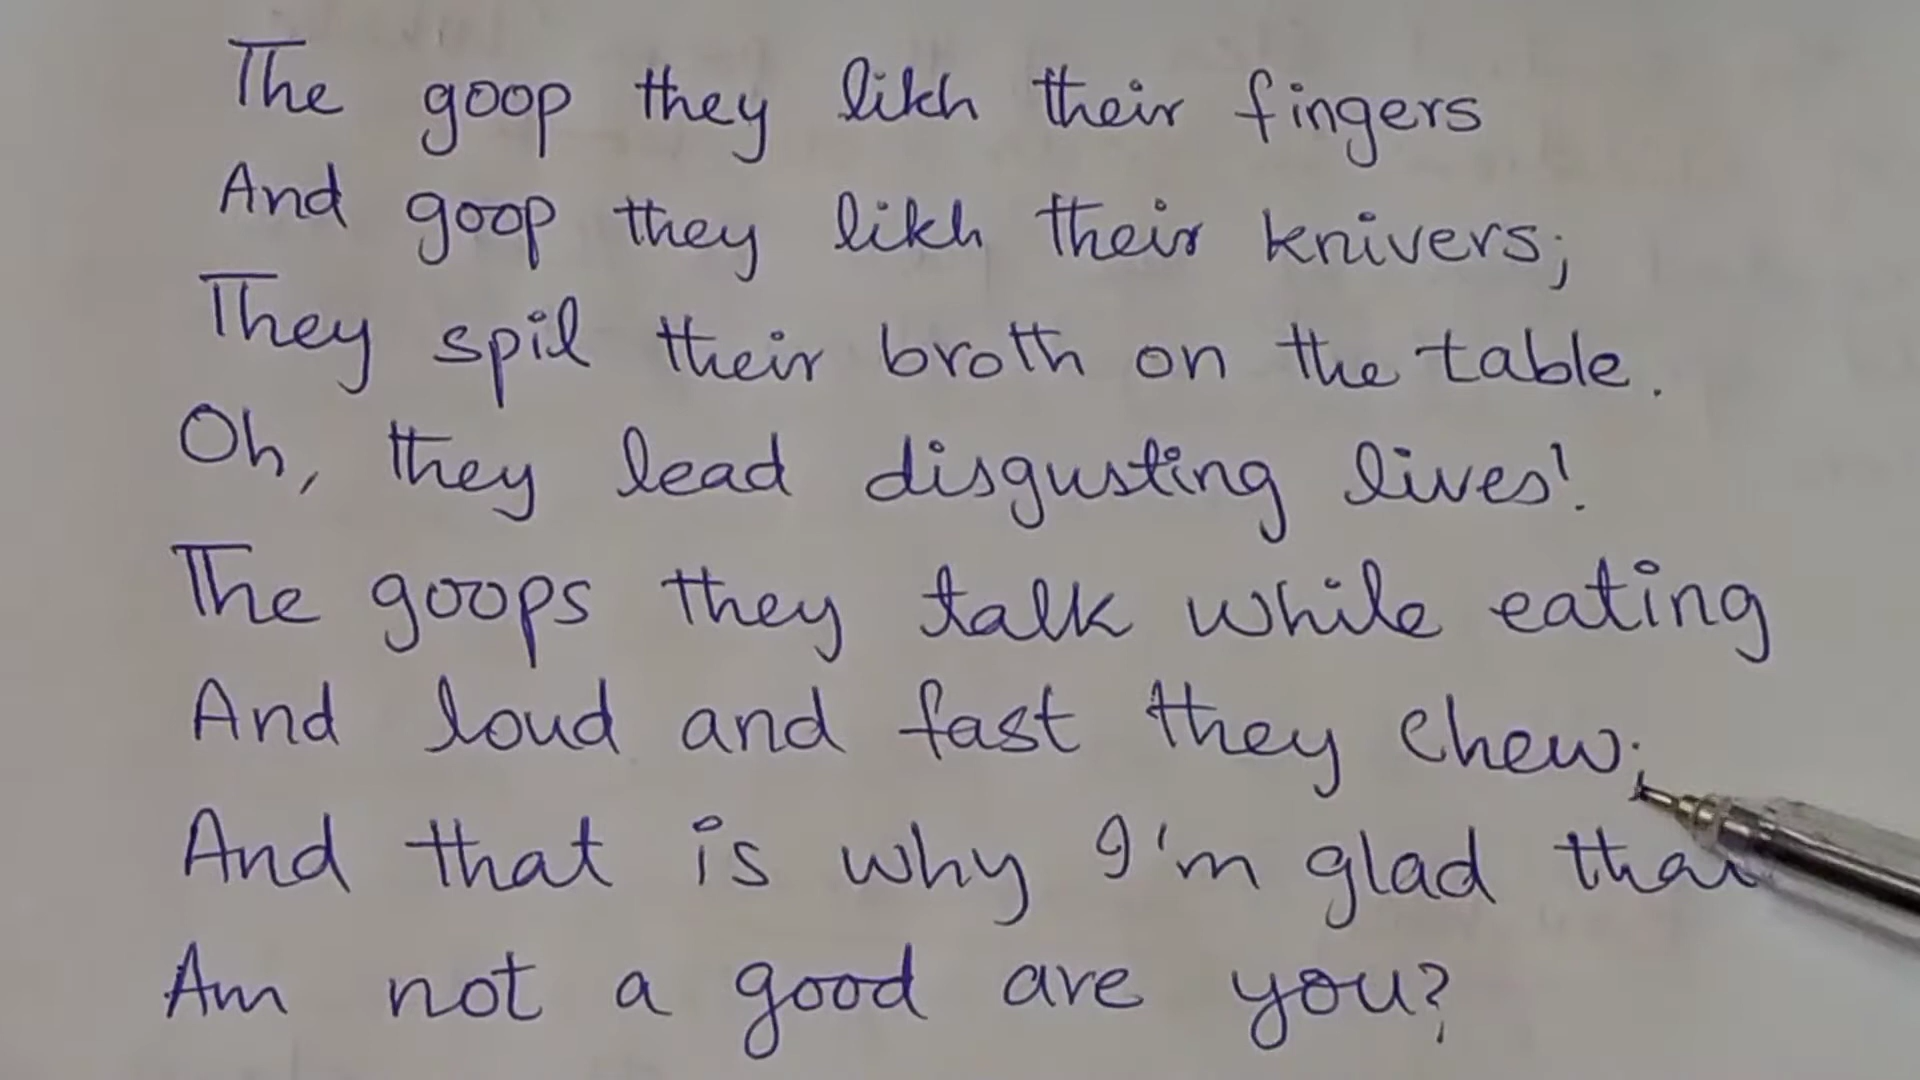 The goop they likh their fingers
And goop they likh their knivers;
They spil their broth on the table.
Oh, they lead disgusting lives!
The goops they talk while eating
And loud and fast they chew;
And that is why I'm glad that
Am not a good are you?